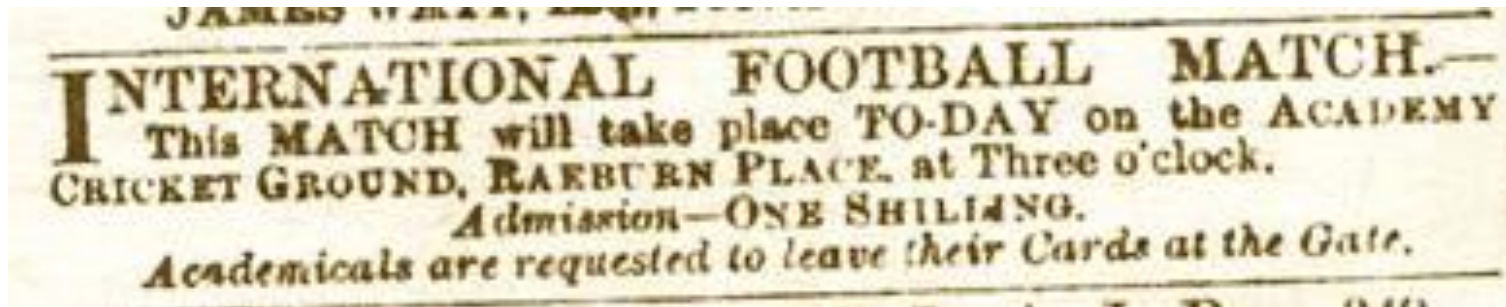 JAMES
INTERNATIONAL FOOTBALL MATCH.—
This MATCH will take place TO-DAY on the ACADEMY
CRICKET GROUND, RAEBURN PLACE, at Three o'clock.
Admission—ONE SHILLING.
Academicals are requested to leave their Cards at the Gate.